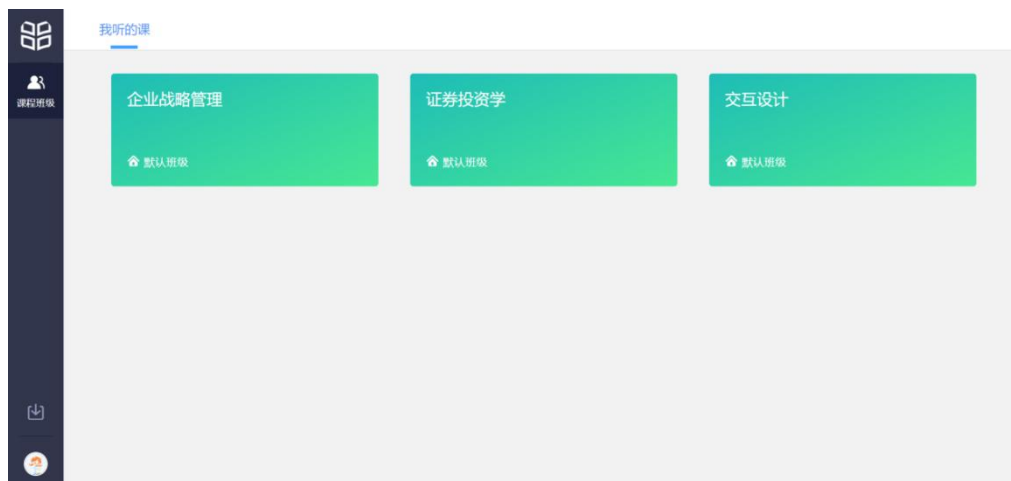 我听的课
课程班级
企业战略管理
默认班级
证券投资学
默认班级
交互设计
默认班级